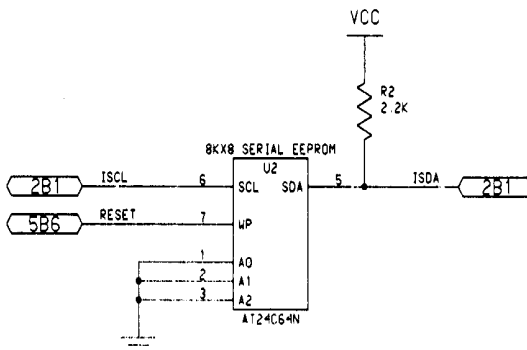 VCC
R2
2.2K
8KX8 SERIAL EEPROM
U2
2B1 ISCL 6 SCL SDA 5 ISDA 2B1
5B6 RESET 7 WP
1 A0
2 A1
3 A2
AT24C64N